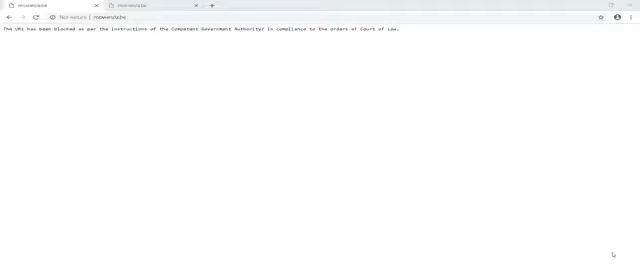 movierulz.be movierulz.be
Not secure | movierulz.be
The URL has been blocked as per the instructions of the Competent Government Authority/ in compliance to the orders of Court of Law.